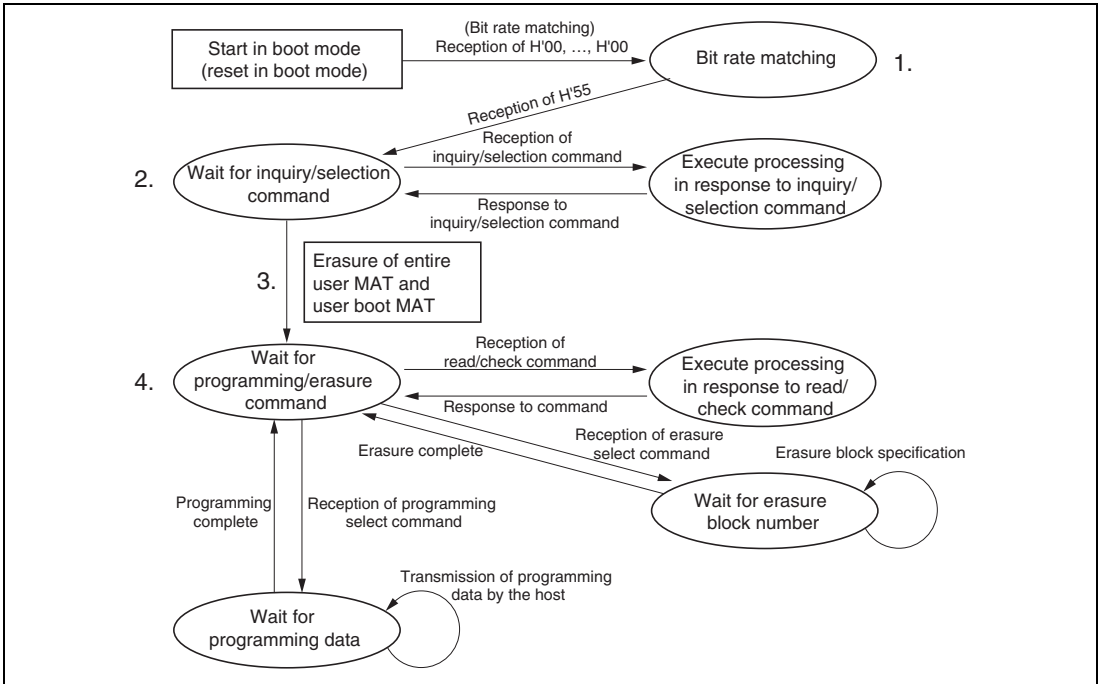 Start in boot mode
(reset in boot mode)
(Bit rate matching)
Reception of H'00, …, H'00
Bit rate matching
1.
Reception of H'55
2.
Wait for inquiry/selection
command
Reception of
inquiry/selection command
Response to
inquiry/selection command
Execute processing
in response to inquiry/
selection command
3.
Erasure of entire
user MAT and
user boot MAT
4.
Wait for
programming/erasure
command
Reception of
read/check command
Response to command
Execute processing
in response to read/
check command
Erasure complete
Reception of erasure
select command
Erasure block specification
Wait for erasure
block number
Programming
complete
Reception of programming
select command
Transmission of programming
data by the host
Wait for
programming data